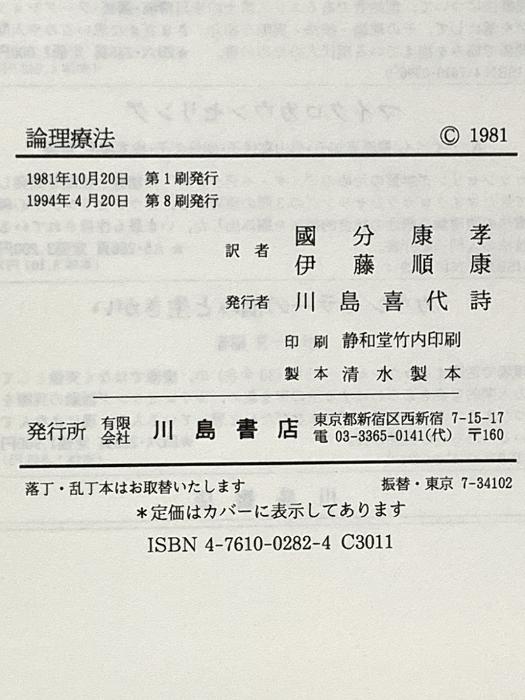 論理療法 © 1981
1981年10月20日 第1刷発行
1994年4月20日 第8刷発行
訳者 國分康孝
伊藤順康
発行者 川島喜代詩
印刷 静和堂竹内印刷
製本 清水製本
発行所 有限会社 川島書店 東京都新宿区西新宿 7-15-17
電 03-3365-0141(代) 〒160
落丁・乱丁本はお取替いたします 振替・東京 7-34102
*定価はカバーに表示してあります
ISBN 4-7610-0282-4 C3011